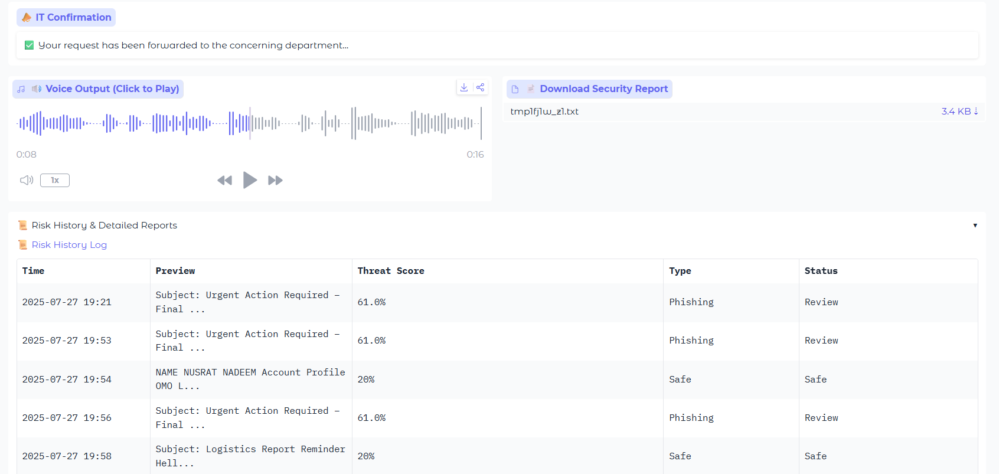 IT Confirmation
Your request has been forwarded to the concerning department...
Voice Output (Click to Play)
Download Security Report
tmp1fj1w_z1.txt
3.4 KB ⇣
0:08
0:16
1x
Risk History & Detailed Reports
Risk History Log
Time Preview Threat Score Type Status
2025-07-27 19:21 Subject: Urgent Action Required – 61.0% Phishing Review
Final ...
2025-07-27 19:53 Subject: Urgent Action Required – 61.0% Phishing Review
Final ...
2025-07-27 19:54 NAME NUSRAT NADEEM Account Profile 20% Safe Safe
OMO L...
2025-07-27 19:56 Subject: Urgent Action Required – 61.0% Phishing Review
Final ...
2025-07-27 19:58 Subject: Logistics Report Reminder 20% Safe Safe
Hell...